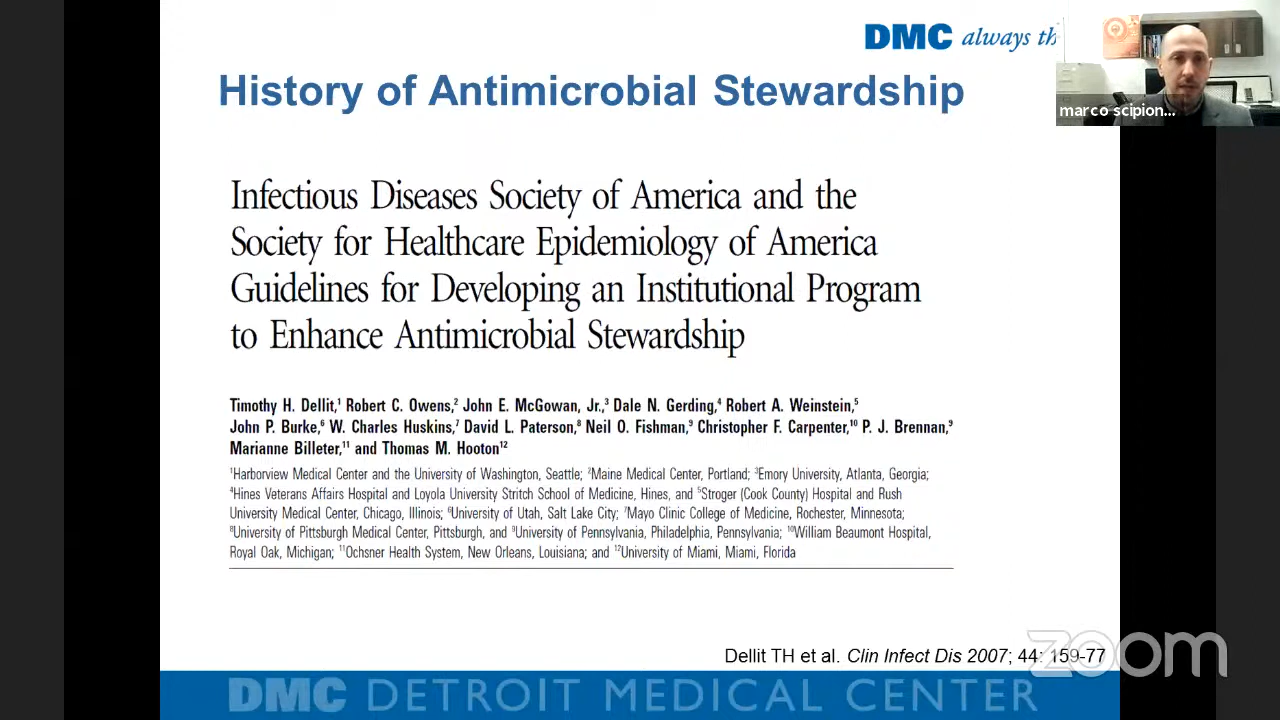 DMC always th
marco scipion...
History of Antimicrobial Stewardship
Infectious Diseases Society of America and the
Society for Healthcare Epidemiology of America
Guidelines for Developing an Institutional Program
to Enhance Antimicrobial Stewardship
Timothy H. Dellit,¹ Robert C. Owens,² John E. McGowan, Jr.,³ Dale N. Gerding,⁴ Robert A. Weinstein,⁵
John P. Burke,⁶ W. Charles Huskins,⁷ David L. Paterson,⁸ Neil O. Fishman,⁹ Christopher F. Carpenter,¹⁰ P. J. Brennan,⁹
Marianne Billeter,¹¹ and Thomas M. Hooton¹²
¹Harborview Medical Center and the University of Washington, Seattle; ²Maine Medical Center, Portland; ³Emory University, Atlanta, Georgia;
⁴Hines Veterans Affairs Hospital and Loyola University Stritch School of Medicine, Hines, and ⁵Stroger (Cook County) Hospital and Rush
University Medical Center, Chicago, Illinois; ⁶University of Utah, Salt Lake City; ⁷Mayo Clinic College of Medicine, Rochester, Minnesota;
⁸University of Pittsburgh Medical Center, Pittsburgh, and ⁹University of Pennsylvania, Philadelphia, Pennsylvania; ¹⁰William Beaumont Hospital,
Royal Oak, Michigan; ¹¹Ochsner Health System, New Orleans, Louisiana; and ¹²University of Miami, Miami, Florida
Dellit TH et al. Clin Infect Dis 2007; 44: 159-77
zoom
DMC DETROIT MEDICAL CENTER